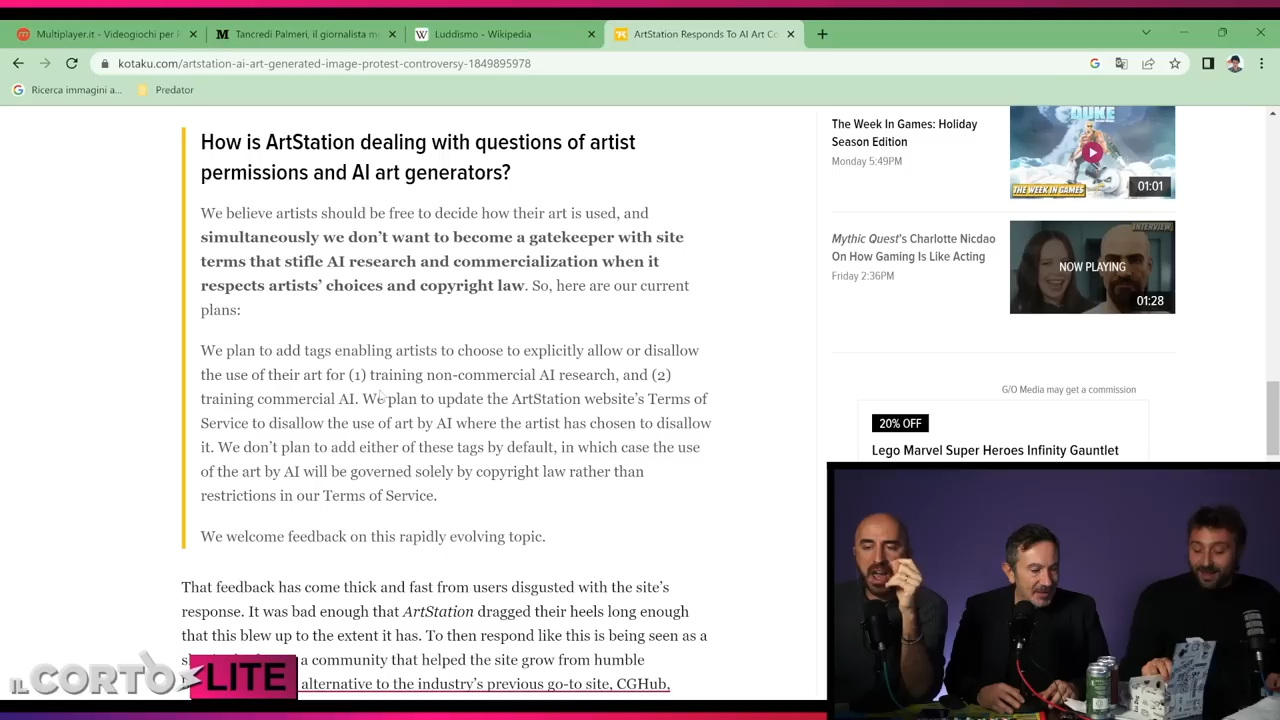 Multiplayer.it - Videogiochi per
Tancredi Palmeri, il giornalista m
Luddismo - Wikipedia
ArtStation Responds To AI Art Co
kotaku.com/artstation-ai-art-generated-image-protest-controversy-1849895978
Ricerca immagini a...
Predator
How is ArtStation dealing with questions of artist
permissions and AI art generators?
We believe artists should be free to decide how their art is used, and
simultaneously we don't want to become a gatekeeper with site
terms that stifle AI research and commercialization when it
respects artists' choices and copyright law. So, here are our current
plans:
We plan to add tags enabling artists to choose to explicitly allow or disallow
the use of their art for (1) training non-commercial AI research, and (2)
training commercial AI. We plan to update the ArtStation website's Terms of
Service to disallow the use of art by AI where the artist has chosen to disallow
it. We don't plan to add either of these tags by default, in which case the use
of the art by AI will be governed solely by copyright law rather than
restrictions in our Terms of Service.
We welcome feedback on this rapidly evolving topic.
That feedback has come thick and fast from users disgusted with the site's
response. It was bad enough that ArtStation dragged their heels long enough
that this blew up to the extent it has. To then respond like this is being seen as a
a community that helped the site grow from humble
alternative to the industry's previous go-to site, CGHub,
The Week In Games: Holiday
Season Edition
Monday 5:49PM
DUKE
THE WEEK IN GAMES
01:01
Mythic Quest's Charlotte Nicdao
On How Gaming Is Like Acting
Friday 2:36PM
INTERVIEW
NOW PLAYING
01:28
G/O Media may get a commission
20% OFF
Lego Marvel Super Heroes Infinity Gauntlet
IL CORTO LITE